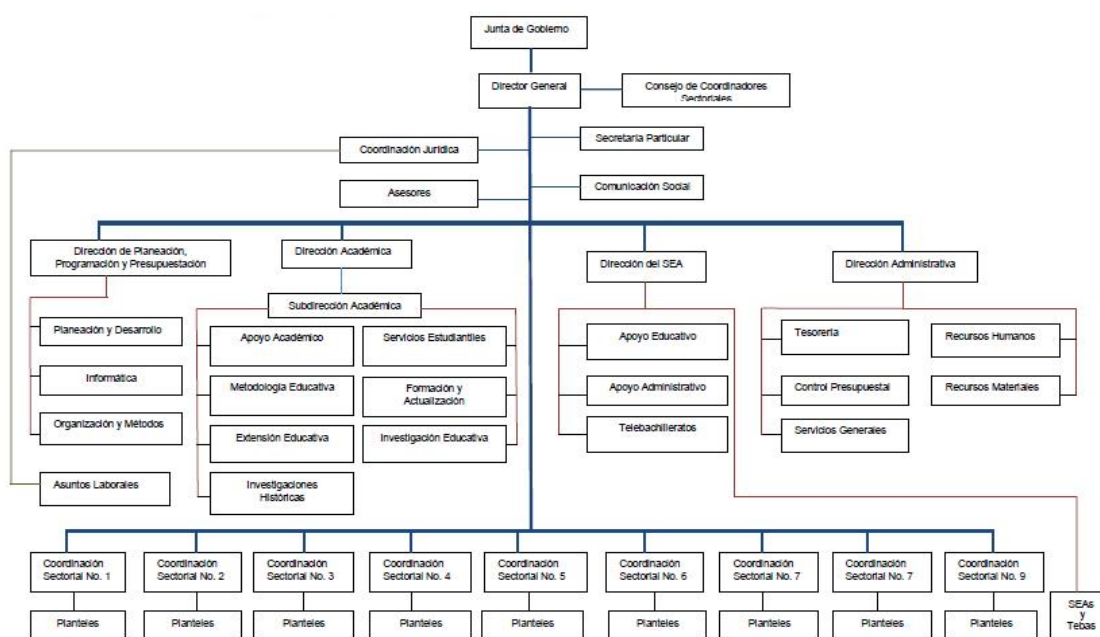 Junta de Gobierno
Director General
Consejo de Coordinadores
Sectoriales
Secretaria Particular
Coordinación Jurídica
Comunicación Social
Asesores
Dirección de Planeación,
Programación y Presupuestación
Dirección Académica
Dirección del SEA
Dirección Administrativa
Subdirección Académica
Planeación y Desarrollo
Apoyo Académico
Servicios Estudiantiles
Apoyo Educativo
Tesorería
Recursos Humanos
Informática
Metodología Educativa
Formación y
Actualización
Apoyo Administrativo
Control Presupuestal
Recursos Materiales
Organización y Métodos
Extensión Educativa
Investigación Educativa
Telebachilleratos
Servicios Generales
Asuntos Laborales
Investigaciones
Históricas
Coordinación
Sectorial No. 1
Coordinación
Sectorial No. 2
Coordinación
Sectorial No. 3
Coordinación
Sectorial No. 4
Coordinación
Sectorial No. 5
Coordinación
Sectorial No. 6
Coordinación
Sectorial No. 7
Coordinación
Sectorial No. 7
Coordinación
Sectorial No. 9
Planteles
Planteles
Planteles
Planteles
Planteles
Planteles
Planteles
Planteles
Planteles
SEAs
y
Tebas